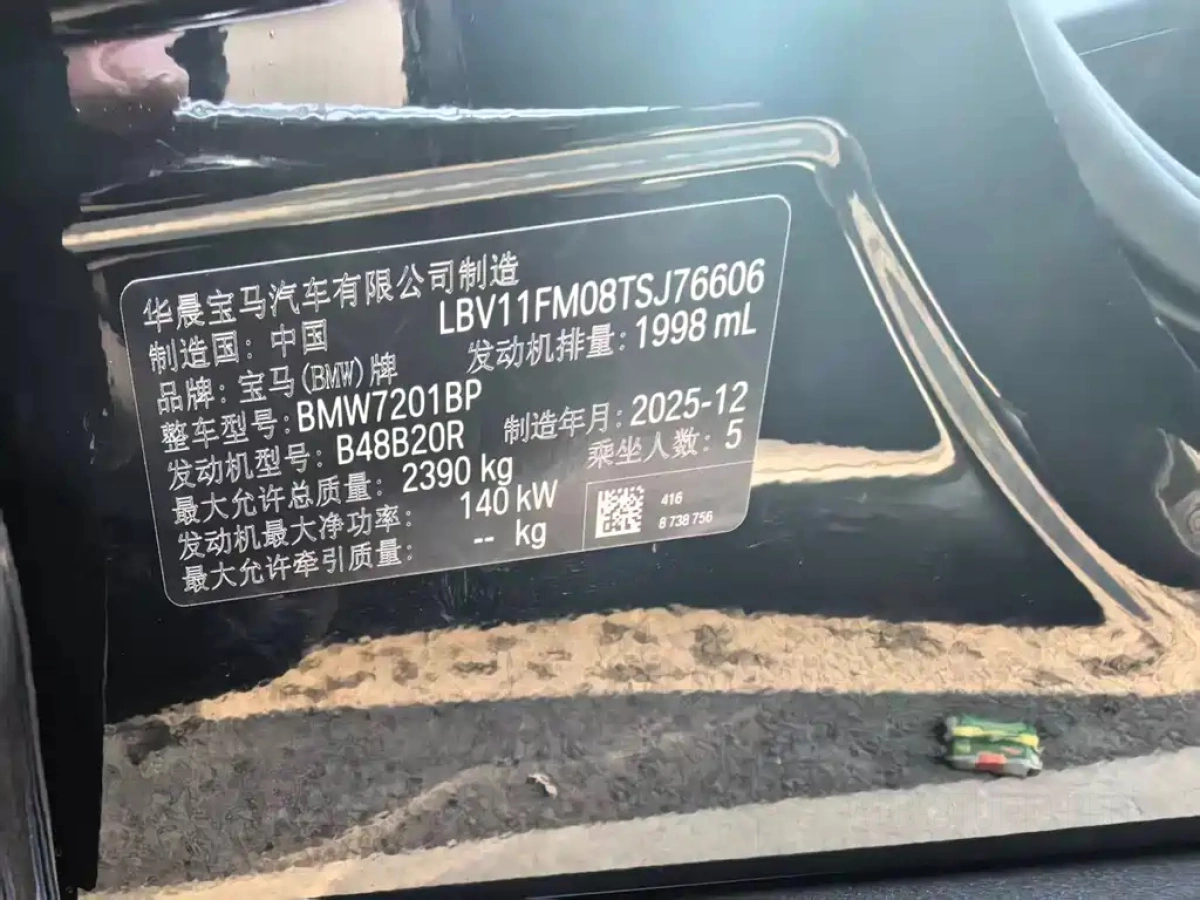 华晨宝马汽车有限公司制造
制造国：中国 LBV11FM08TSJ76606
品牌：宝马(BMW)牌 发动机排量：1998 mL
整车型号：BMW7201BP
发动机型号：B48B20R 制造年月：2025-12
最大允许总质量：2390 kg 乘坐人数：5
发动机最大净功率：140 kW
最大允许牵引质量：-- kg
416
8 738 756